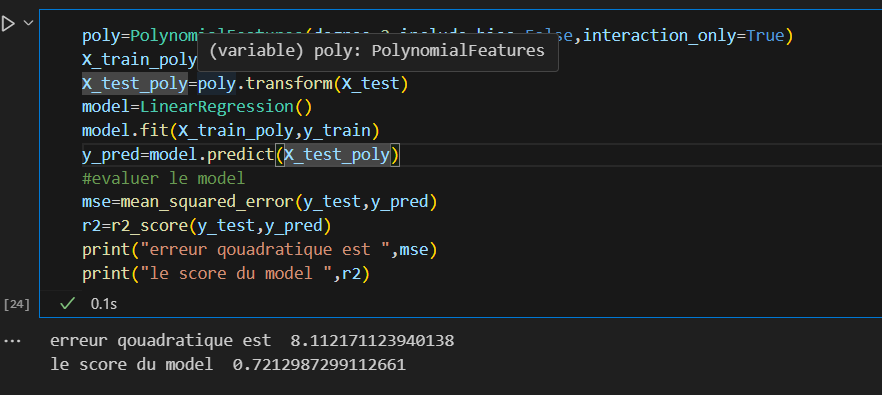 poly=PolynomialFeatures(degree=2,include_bias=False,interaction_only=True)
(variable) poly: PolynomialFeatures
X_train_poly
X_test_poly=poly.transform(X_test)
model=LinearRegression()
model.fit(X_train_poly,y_train)
y_pred=model.predict(X_test_poly)
#evaluer le model
mse=mean_squared_error(y_test,y_pred)
r2=r2_score(y_test,y_pred)
print("erreur qouadratique est ",mse)
print("le score du model ",r2)
[24]
0.1s
erreur qouadratique est  8.112171123940138
le score du model  0.7212987299112661